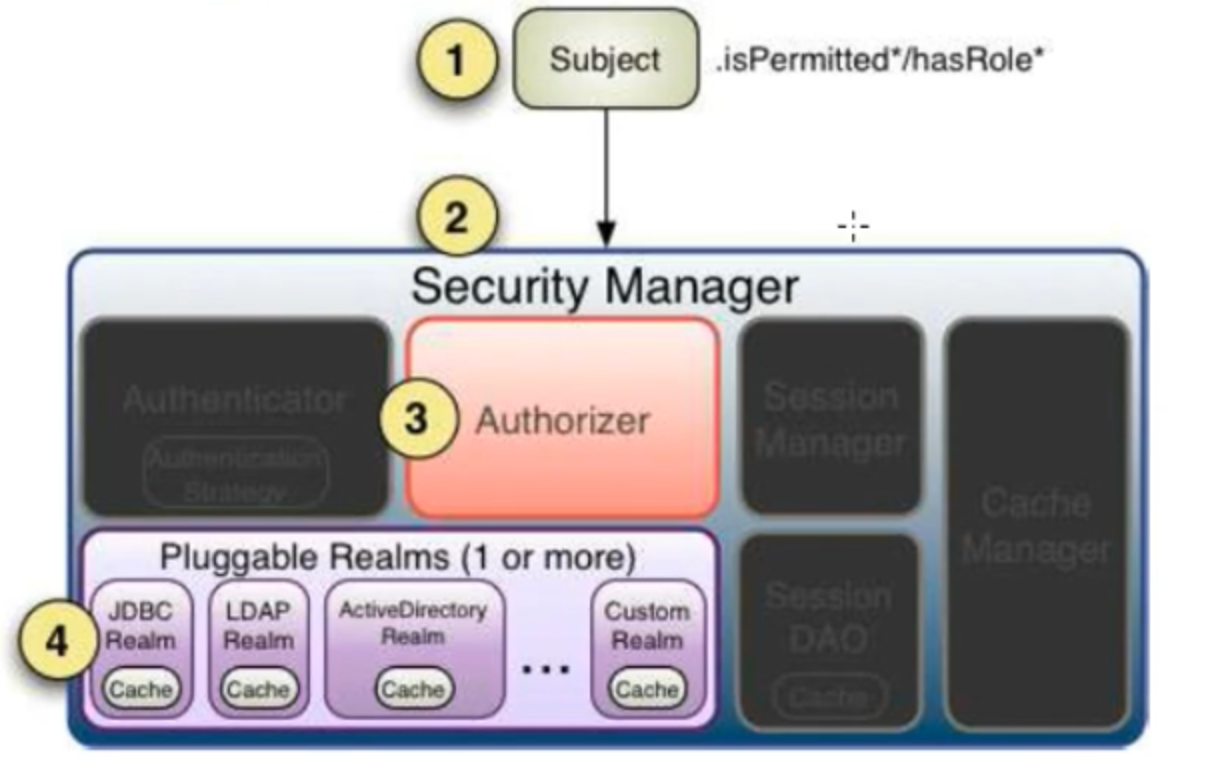 1
Subject
.isPermitted*/hasRole*
2
Security Manager
Authenticator
Authentication
Strategy
3
Authorizer
Session
Manager
Cache
Manager
Pluggable Realms (1 or more)
4
JDBC
Realm
Cache
LDAP
Realm
Cache
ActiveDirectory
Realm
Cache
...
Custom
Realm
Cache
Session
DAO
Cache